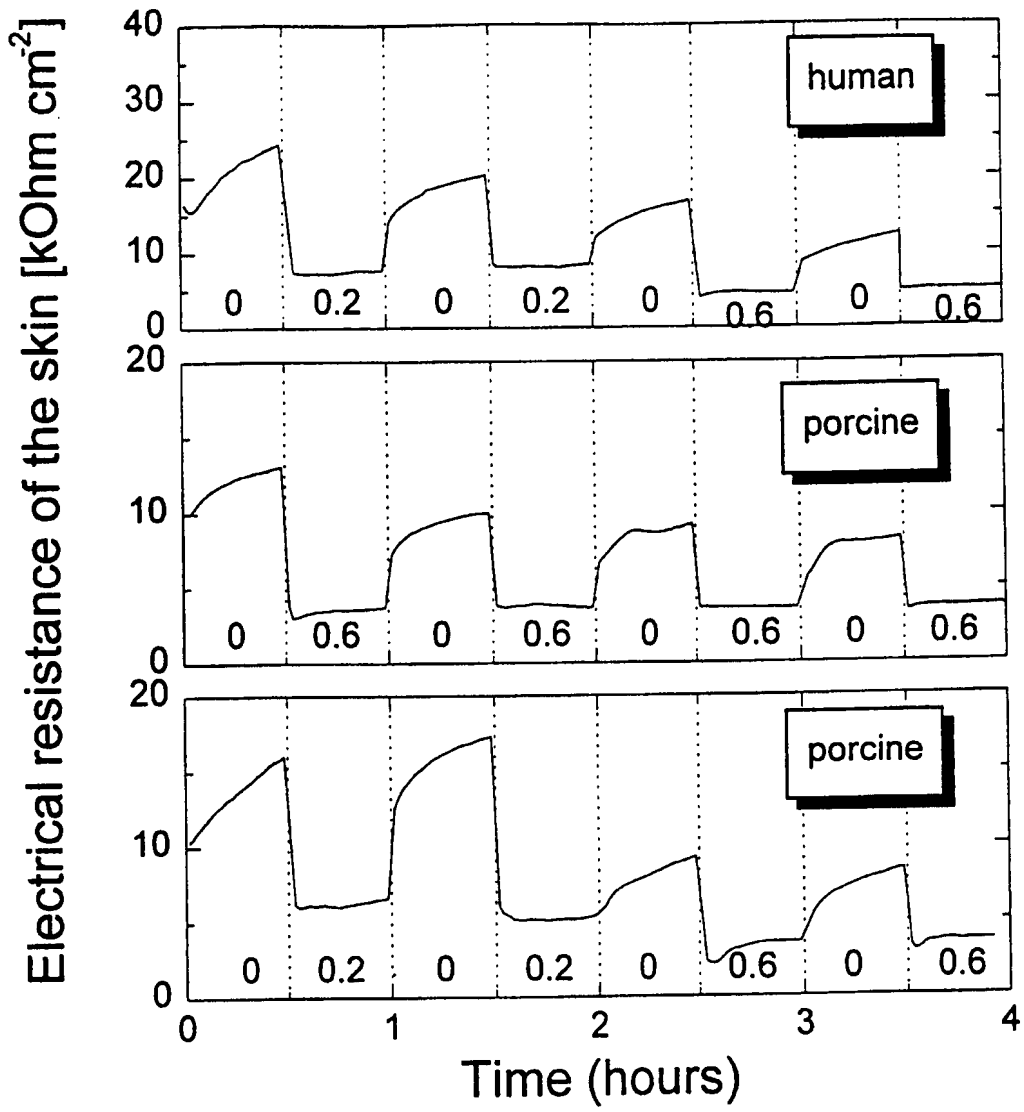 Electrical resistance of the skin [kOhm cm-2]
40
30
20
10
0
human
0 0.2 0 0.2 0 0.6 0 0.6
20
10
0
porcine
0 0.6 0 0.6 0 0.6 0 0.6
20
10
0
porcine
0 0.2 0 0.2 0 0.6 0 0.6
0 1 2 3 4
Time (hours)